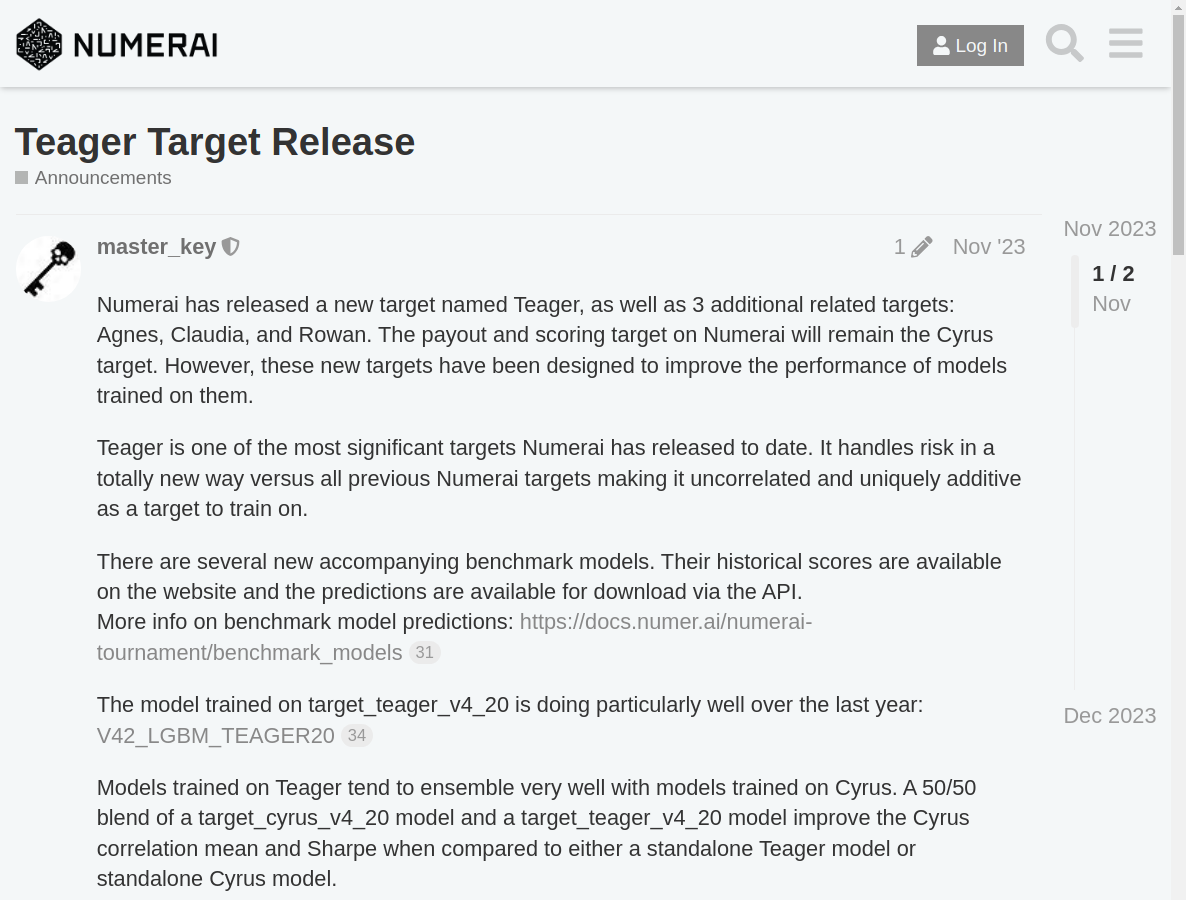 NUMERAI
Log In
Teager Target Release
Announcements
master_key
1
Nov '23
Numerai has released a new target named Teager, as well as 3 additional related targets:
Agnes, Claudia, and Rowan. The payout and scoring target on Numerai will remain the Cyrus
target. However, these new targets have been designed to improve the performance of models
trained on them.
Teager is one of the most significant targets Numerai has released to date. It handles risk in a
totally new way versus all previous Numerai targets making it uncorrelated and uniquely additive
as a target to train on.
There are several new accompanying benchmark models. Their historical scores are available
on the website and the predictions are available for download via the API.
More info on benchmark model predictions: https://docs.numer.ai/numerai-
tournament/benchmark_models 31
The model trained on target_teager_v4_20 is doing particularly well over the last year:
V42_LGBM_TEAGER20 34
Models trained on Teager tend to ensemble very well with models trained on Cyrus. A 50/50
blend of a target_cyrus_v4_20 model and a target_teager_v4_20 model improve the Cyrus
correlation mean and Sharpe when compared to either a standalone Teager model or
standalone Cyrus model.
Nov 2023
1 / 2
Nov
Dec 2023